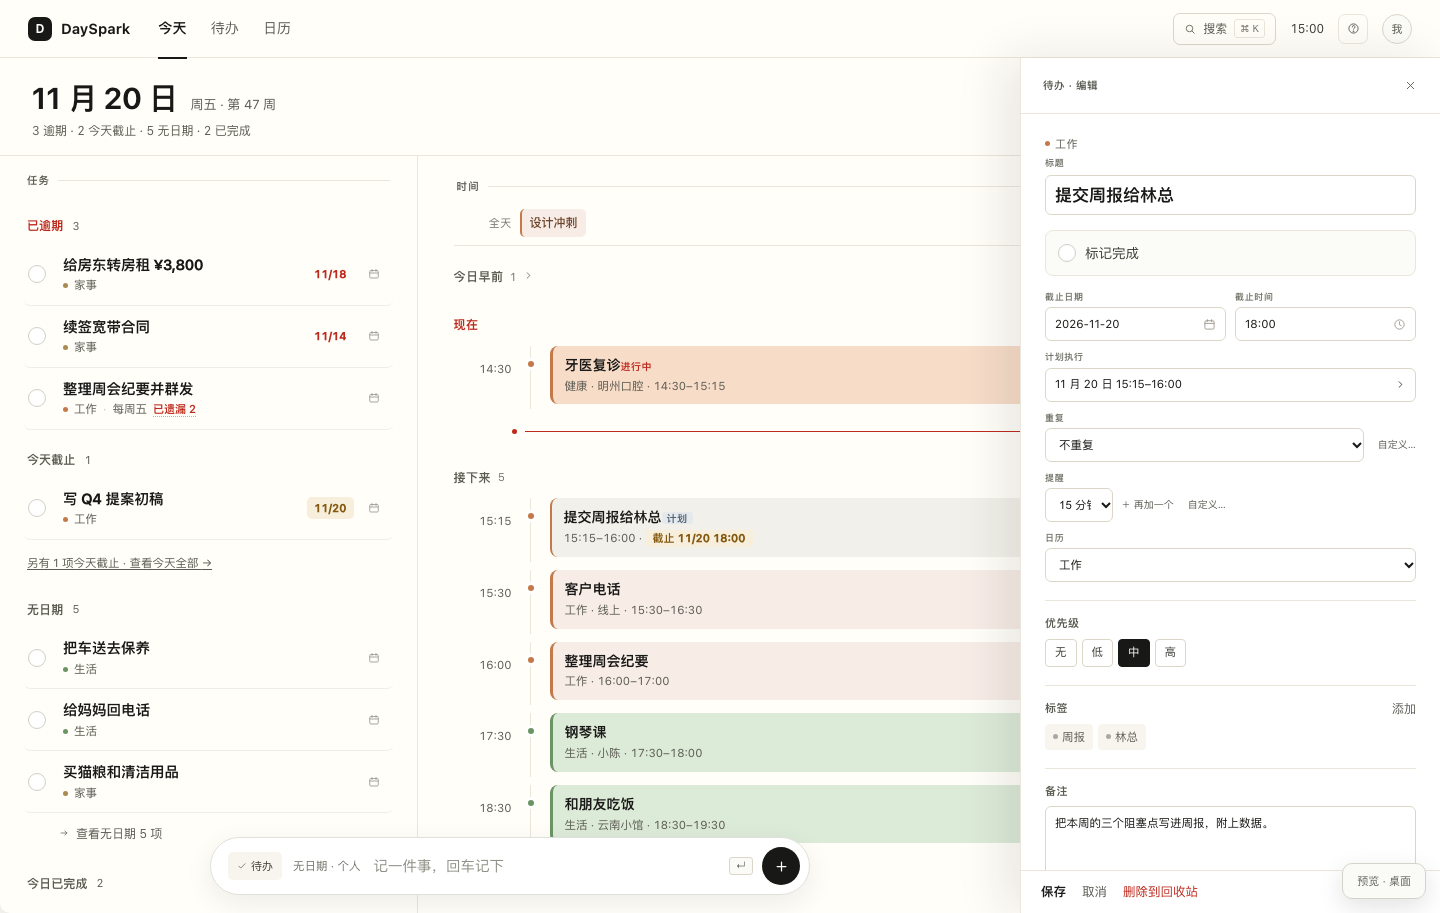 D DaySpark 今天 待办 日历 搜索 ⌘ K 15:00 我
11 月 20 日 周五 · 第 47 周
3 逾期 · 2 今天截止 · 5 无日期 · 2 已完成
任务
已逾期 3
给房东转房租 ¥3,800
家事
11/18
续签宽带合同
家事
11/14
整理周会纪要并群发
工作 · 每周五 已遗漏 2
今天截止 1
写 Q4 提案初稿
工作
11/20
另有 1 项今天截止 · 查看今天全部 →
无日期 5
把车送去保养
生活
给妈妈回电话
生活
买猫粮和清洁用品
家事
→ 查看无日期 5 项
今日已完成 2
时间
全天 设计冲刺
今日早前 1
现在
14:30
牙医复诊进行中
健康 · 明州口腔 · 14:30–15:15
接下来 5
15:15
提交周报给林总 计划
15:15–16:00 · 截止 11/20 18:00
15:30
客户电话
工作 · 线上 · 15:30–16:30
16:00
整理周会纪要
工作 · 16:00–17:00
17:30
钢琴课
生活 · 小陈 · 17:30–18:00
18:30
和朋友吃饭
生活 · 云南小馆 · 18:30–19:30
待办 无日期 · 个人 记一件事，回车记下
待办 · 编辑
工作
标题
提交周报给林总
标记完成
截止日期 截止时间
2026-11-20 18:00
计划执行
11 月 20 日 15:15–16:00
重复
不重复 自定义…
提醒
15 分 + 再加一个 自定义…
日历
工作
优先级
无 低 中 高
标签 添加
周报 林总
备注
把本周的三个阻塞点写进周报，附上数据。
保存 取消 删除到回收站
预览 · 桌面